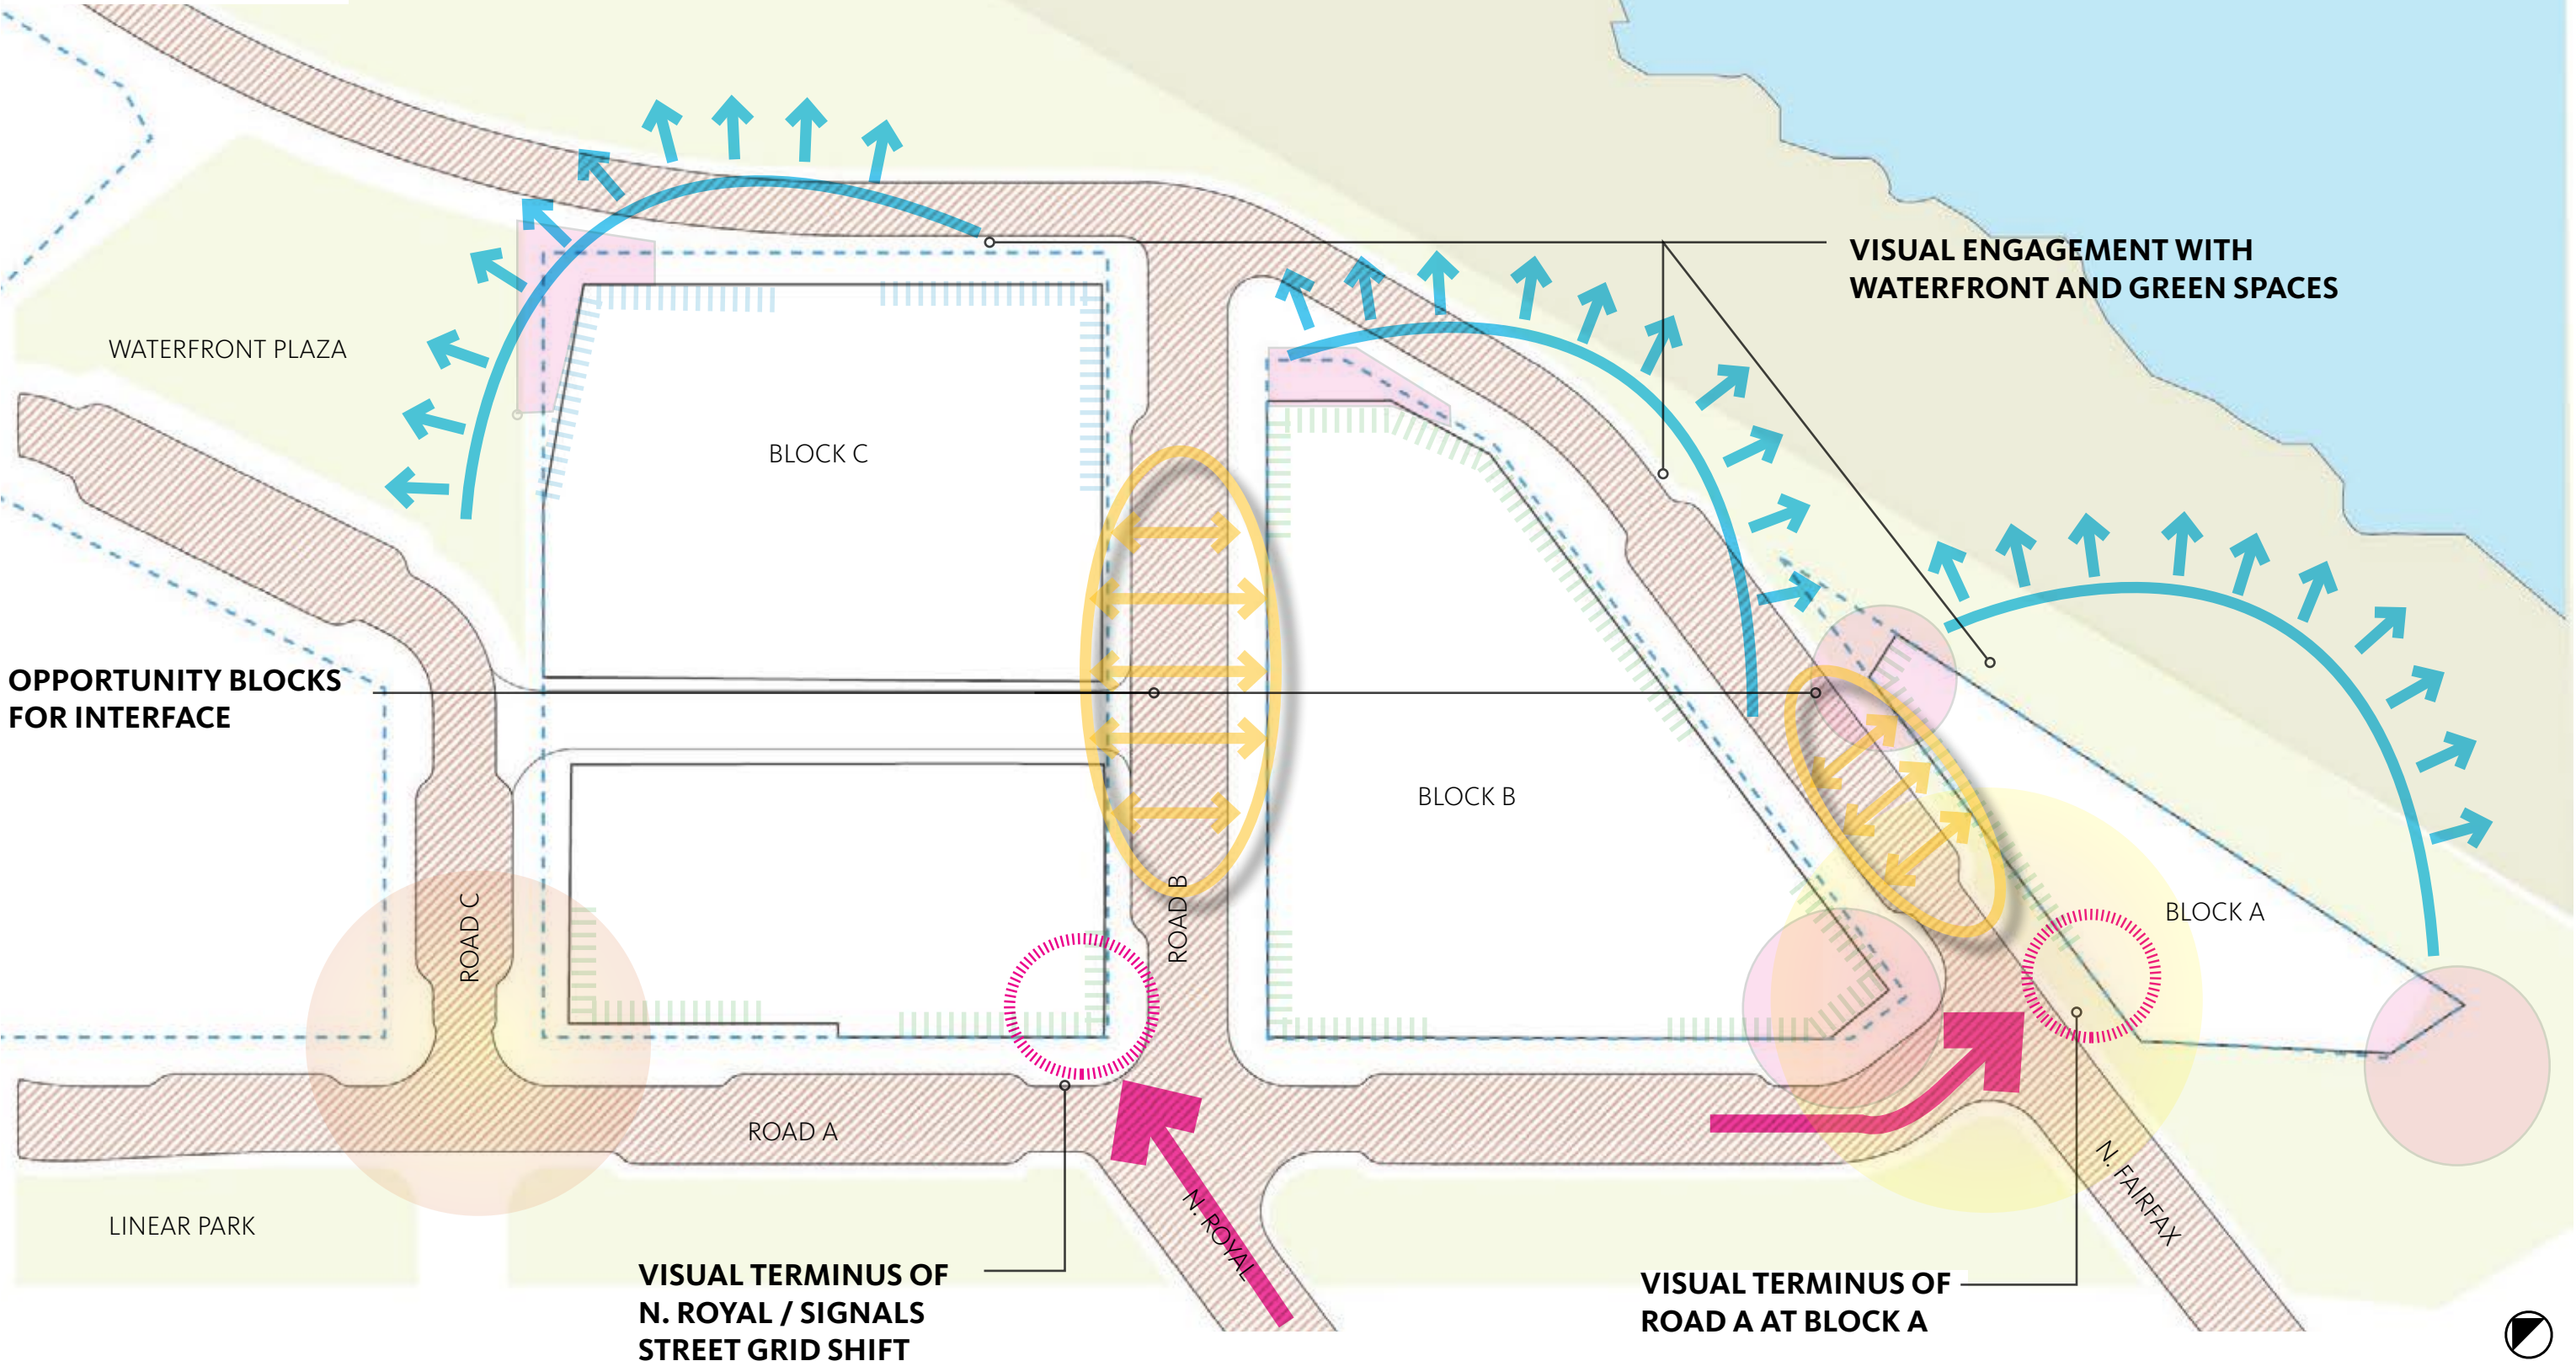 VISUAL ENGAGEMENT WITH
WATERFRONT AND GREEN SPACES
WATERFRONT PLAZA
BLOCK C
OPPORTUNITY BLOCKS
FOR INTERFACE
BLOCK B
BLOCK A
ROAD C
ROAD B
ROAD A
N. ROYAL
N. FAIRFAX
LINEAR PARK
VISUAL TERMINUS OF
N. ROYAL / SIGNALS
STREET GRID SHIFT
VISUAL TERMINUS OF
ROAD A AT BLOCK A